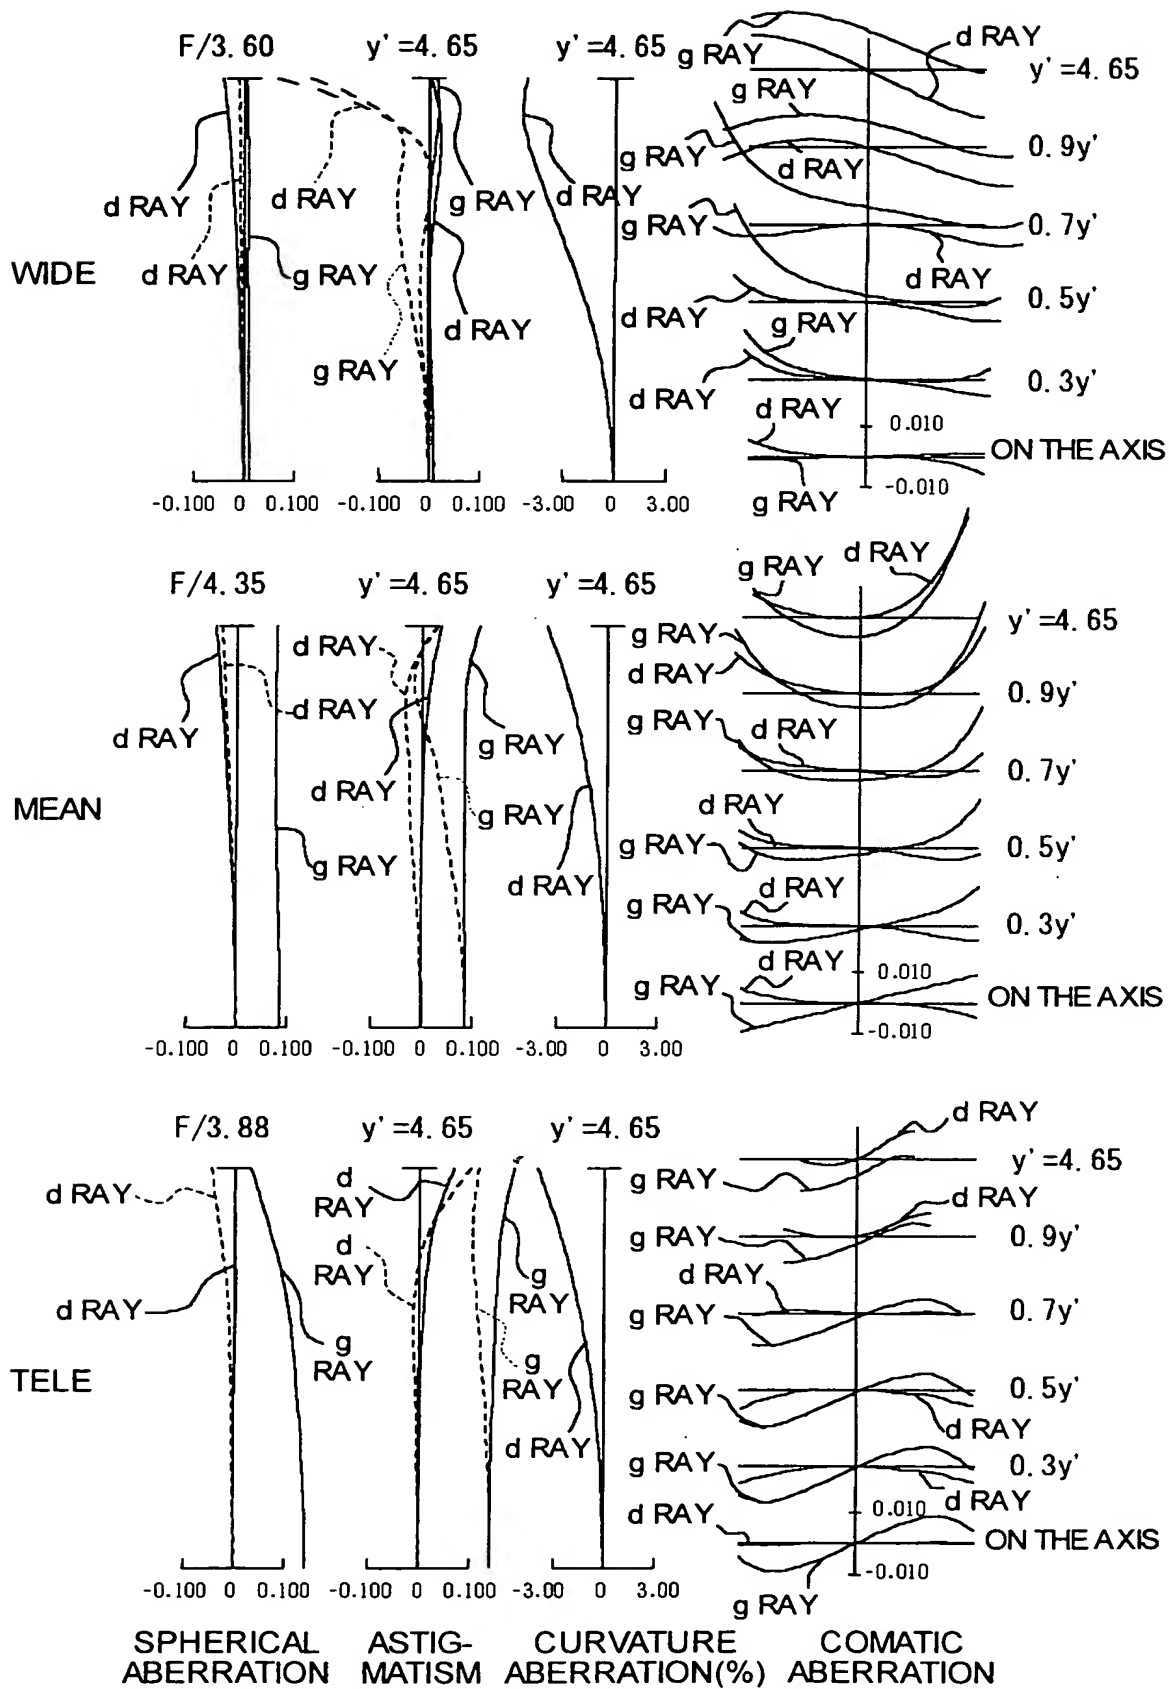 F/3.60
y'=4.65
y'=4.65
g RAY
d RAY
y'=4.65
g RAY
g RAY
d RAY
0.9y'
d RAY
d RAY
g RAY
d RAY
g RAY
0.7y'
WIDE
d RAY
g RAY
d RAY
d RAY
g RAY
d RAY
0.5y'
g RAY
d RAY
0.3y'
d RAY
0.010
ON THE AXIS
-0.100 0 0.100
-0.100 0 0.100
-3.00 0 3.00
-0.010
g RAY
F/4.35
y'=4.65
y'=4.65
g RAY
d RAY
y'=4.65
d RAY
g RAY
d RAY
0.9y'
d RAY
d RAY
g RAY
g RAY
d RAY
0.7y'
MEAN
d RAY
g RAY
d RAY
g RAY
0.5y'
g RAY
d RAY
g RAY
d RAY
0.3y'
g RAY
d RAY
0.010
ON THE AXIS
-0.010
-0.100 0 0.100
-0.100 0 0.100
-3.00 0 3.00
F/3.88
y'=4.65
y'=4.65
d RAY
y'=4.65
d RAY
d
RAY
g RAY
d RAY
d
RAY
g RAY
0.9y'
d RAY
g
RAY
d RAY
g RAY
0.7y'
g
RAY
TELE
g
RAY
g RAY
0.5y'
d RAY
d RAY
g RAY
0.3y'
d RAY
d RAY
0.010
ON THE AXIS
-0.010
-0.100 0 0.100
-0.100 0 0.100
-3.00 0 3.00
g RAY
SPHERICAL
ABERRATION
ASTIG-
MATISM
CURVATURE
ABERRATION(%)
COMATIC
ABERRATION